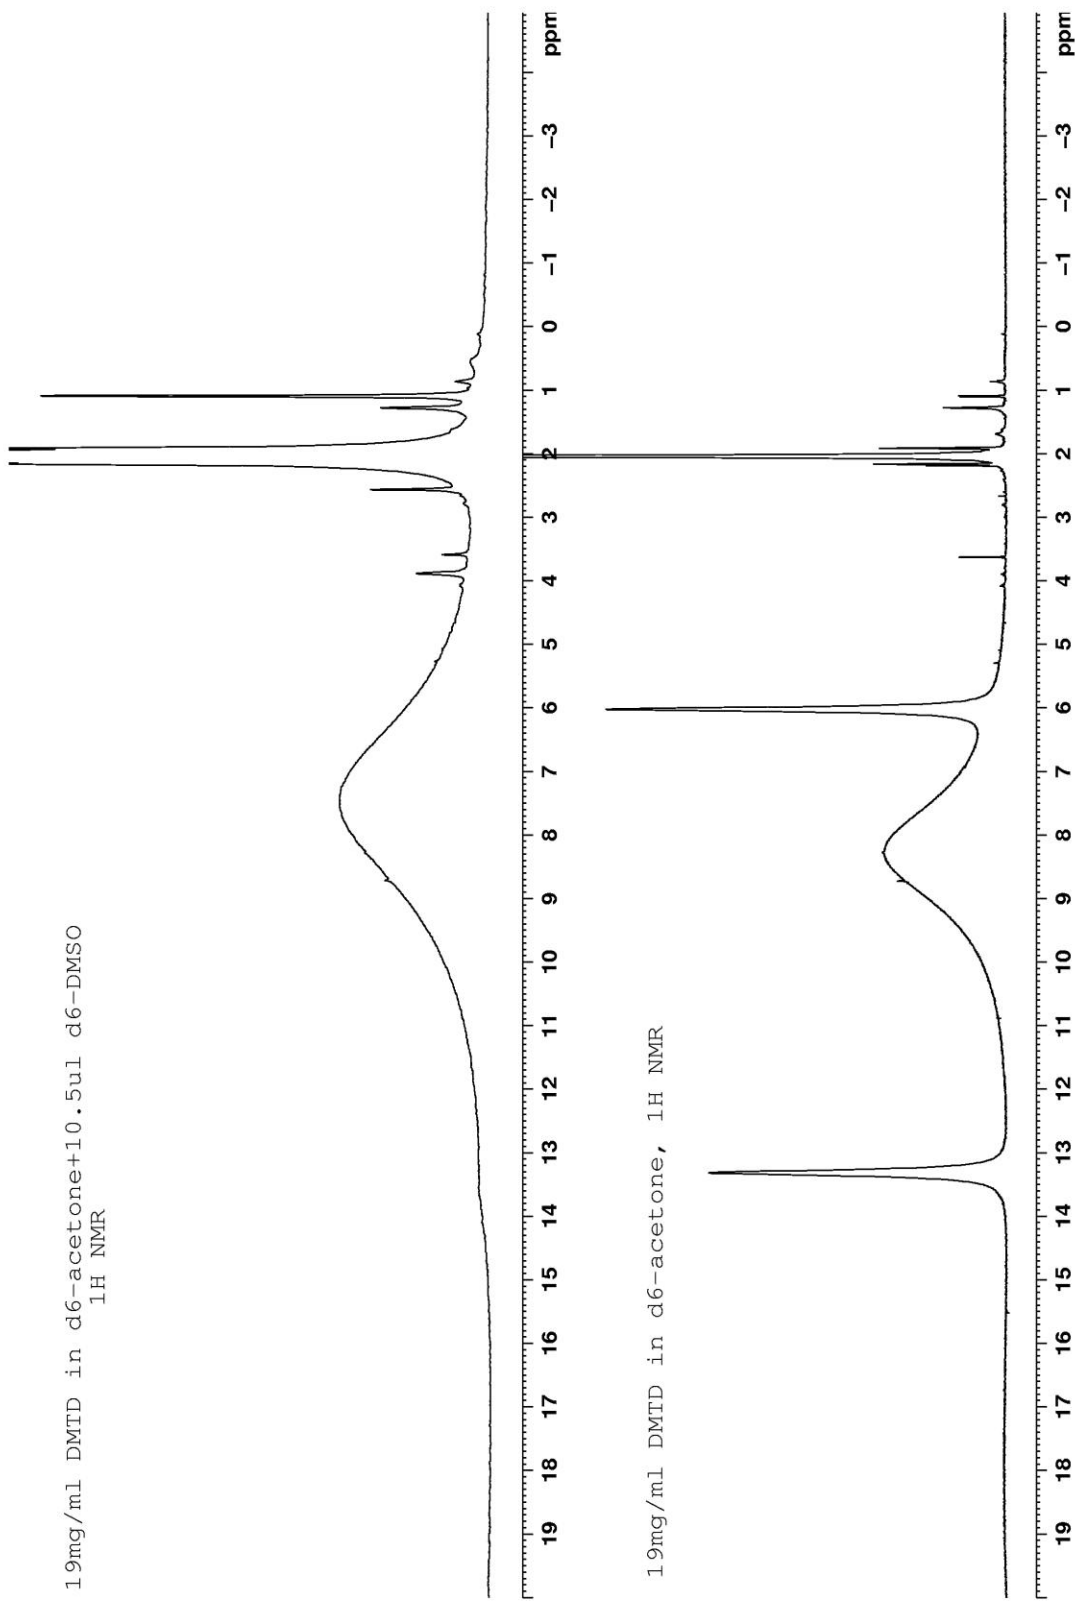 19mg/ml DMTD in d6-acetone+10.5ul d6-DMSO
1H NMR
19 18 17 16 15 14 13 12 11 10 9 8 7 6 5 4 3 2 1 0 -1 -2 -3 ppm
19mg/ml DMTD in d6-acetone, 1H NMR
19 18 17 16 15 14 13 12 11 10 9 8 7 6 5 4 3 2 1 0 -1 -2 -3 ppm